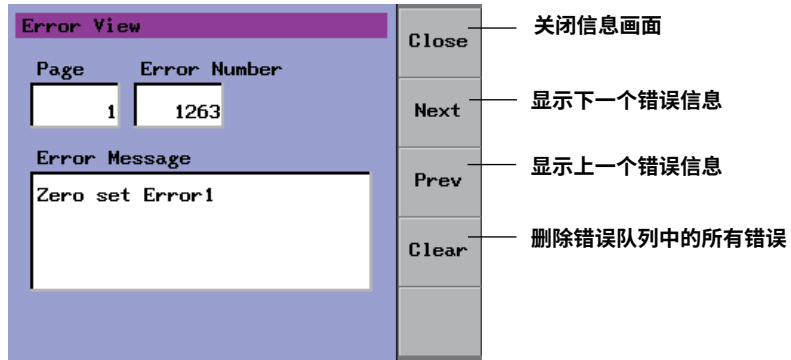 Error View
Close
关闭信息画面
Page
Error Number
1
1263
Next
显示下一个错误信息
Error Message
Zero set Error1
Prev
显示上一个错误信息
Clear
删除错误队列中的所有错误